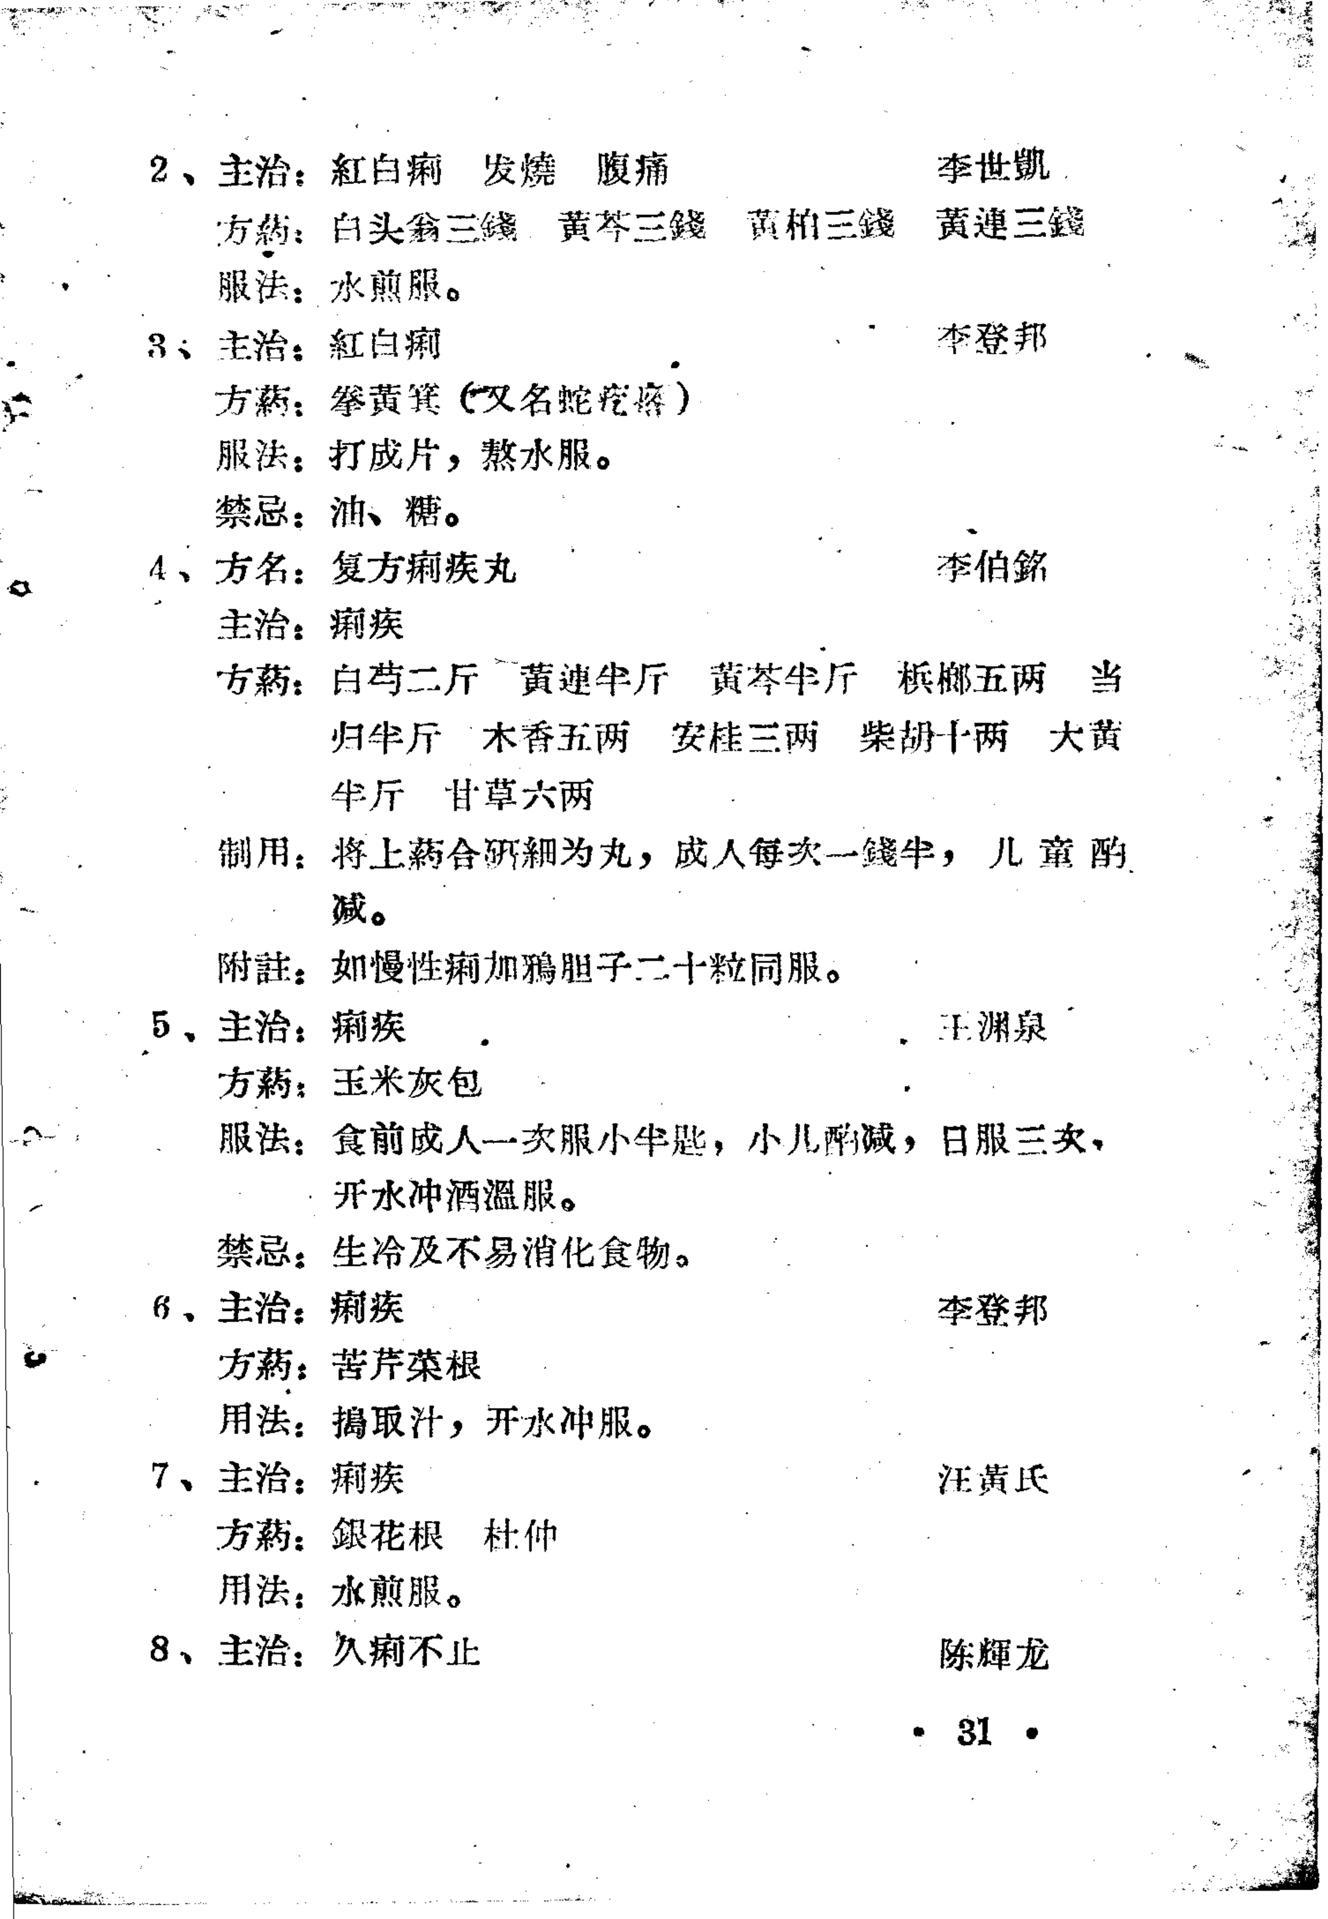 2、主治：紅白痢　发燒　腹痛　李世凱
方葯：白头翁三錢　黄芩三錢　黄柏三錢　黄連三錢
服法：水煎服。
3、主治：紅白痢　李登邦
方葯：拳黄箕（又名蛇疙瘩）
服法：打成片，熬水服。
禁忌：油、糖。
4、方名：复方痢疾丸　李伯銘
主治：痢疾
方葯：白芍二斤　黄連半斤　黄芩半斤　槟榔五两　当
归半斤　木香五两　安桂三两　柴胡十两　大黄
半斤　甘草六两
制用：将上葯合研細为丸，成人每次一錢半，儿童酌
减。
附註：如慢性痢加鴉胆子二十粒同服。
5、主治：痢疾　王渊泉
方葯：玉米灰包
服法：食前成人一次服小半匙，小儿酌减，日服三次，
开水冲酒溫服。
禁忌：生冷及不易消化食物。
6、主治：痢疾　李登邦
方葯：苦芹菜根
用法：搗取汁，开水冲服。
7、主治：痢疾　汪黄氏
方葯：銀花根　杜仲
用法：水煎服。
8、主治：久痢不止　陈輝龙
• 31 •